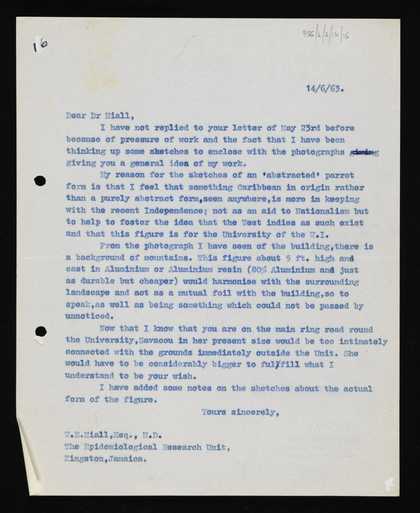 16
14/6/63.
Dear Dr Miall,
I have not replied to your letter of May 23rd before
because of pressure of work and the fact that I have been
thinking up some sketches to enclose with the photographs giving
giving you a general idea of my work.
My reason for the sketches of an 'abstracted' parrot
form is that I feel that something Caribbean in origin rather
than a purely abstract form,seen anywhere,is more in keeping
with the recent Independence; not as an aid to Nationalism but
to help to foster the idea that the West Indies as such exist
and that this figure is for the University of the W.I.
From the photograph I have seen of the building,there is
a background of mountains. This figure about 9 ft. high and
cast in Aluminium or Aluminium resin (80% Aluminium and just
as durable but cheaper) would harmonise with the surrounding
landscape and act as a mutual foil with the building,so to
speak,as well as being something which could not be passed by
unnoticed.
Now that I know that you are on the main ring road round
the University,Savacou in her present size would be too intimately
connected with the grounds immediately outside the Unit. She
would have to be considerably bigger to fulfill what I
understand to be your wish.
I have added some notes on the sketches about the actual
form of the figure.
Yours sincerely,
W.E.Miall,Esq., M.D.
The Epidemiological Research Unit,
Kingston,Jamaica.